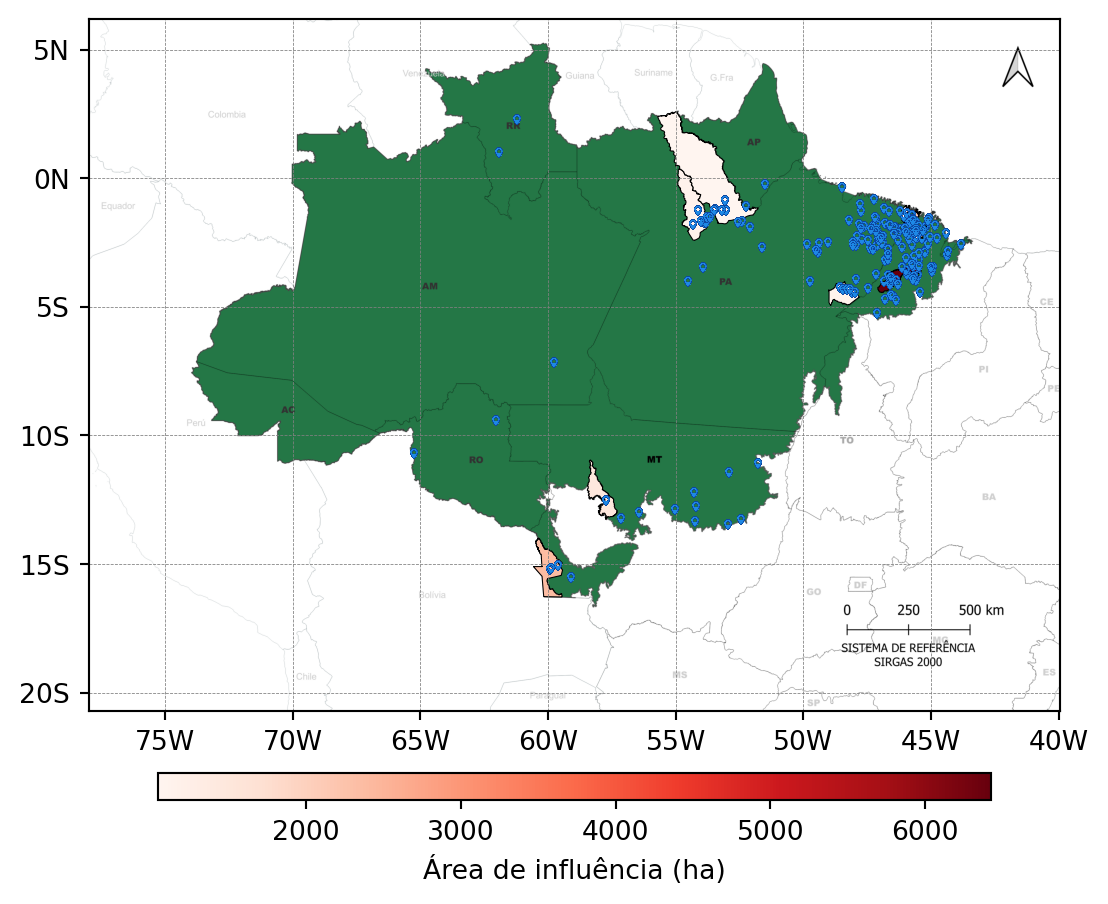 5N
0N
5S
10S
15S
20S
Venezuela
Guiana
Suriname
G.Fra
Colombia
RR
AP
Equador
AM
PA
CE
PI
PE
AC
Perú
TO
RO
MT
BA
Bolívia
GO
DF
0 250 500 km
MG
SISTEMA DE REFERÊNCIA
SIRGAS 2000
MS
ES
Chile
Paraguai
SP
75W 70W 65W 60W 55W 50W 45W 40W
2000 3000 4000 5000 6000
Área de influência (ha)